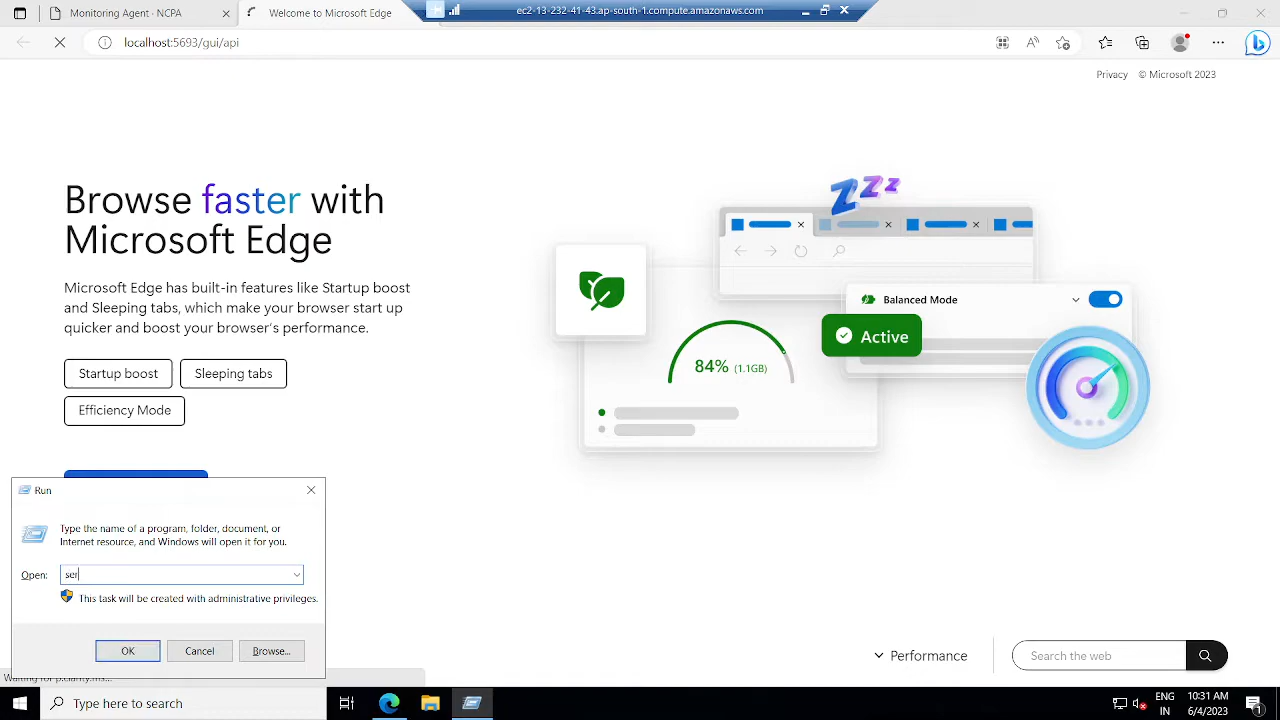 ec2-13-232-41-43.ap-south-1.compute.amazonaws.com
Monitoring Agent - NCPA
Welcome to Microsoft Edge
localhost:5693/gui/api
Privacy © Microsoft 2023
Browse faster with
Microsoft Edge
Microsoft Edge has built-in features like Startup boost
and Sleeping tabs, which make your browser start up
quicker and boost your browser's performance.
Startup boost
Sleeping tabs
Efficiency Mode
zzz
Balanced Mode
Active
84% (1.1GB)
Run
Type the name of a program, folder, document, or
Internet resource, and Windows will open it for you.
Open: ser
This task will be created with administrative privileges.
OK
Cancel
Browse...
Performance
Search the web
Type here to search
ENG
IN
10:31 AM
6/4/2023
1